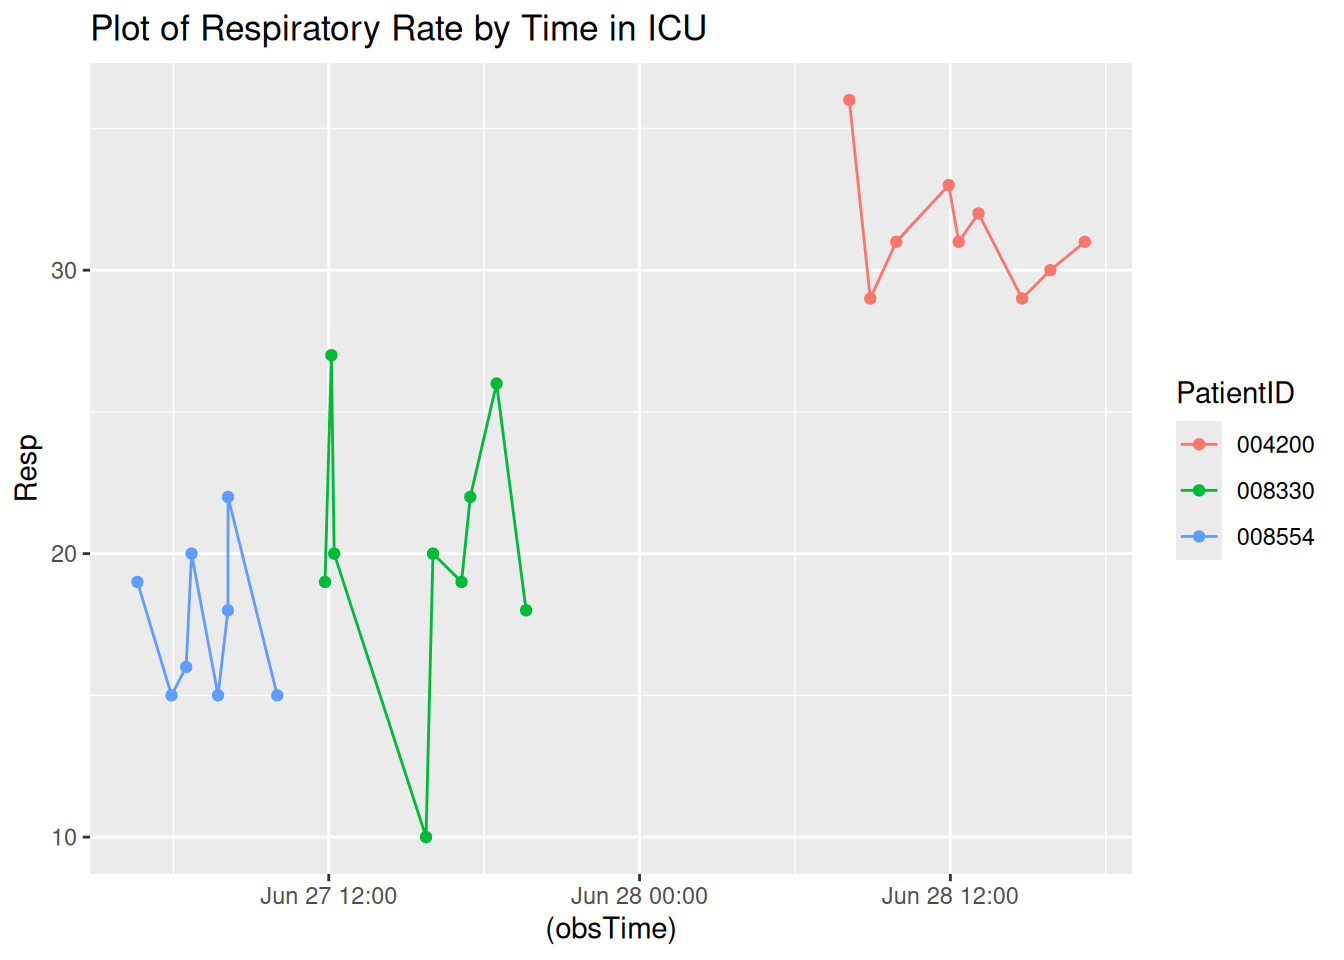 Plot of Respiratory Rate by Time in ICU
Resp
30
20
10
Jun 27 12:00
Jun 28 00:00
Jun 28 12:00
(obsTime)
PatientID
004200
008330
008554